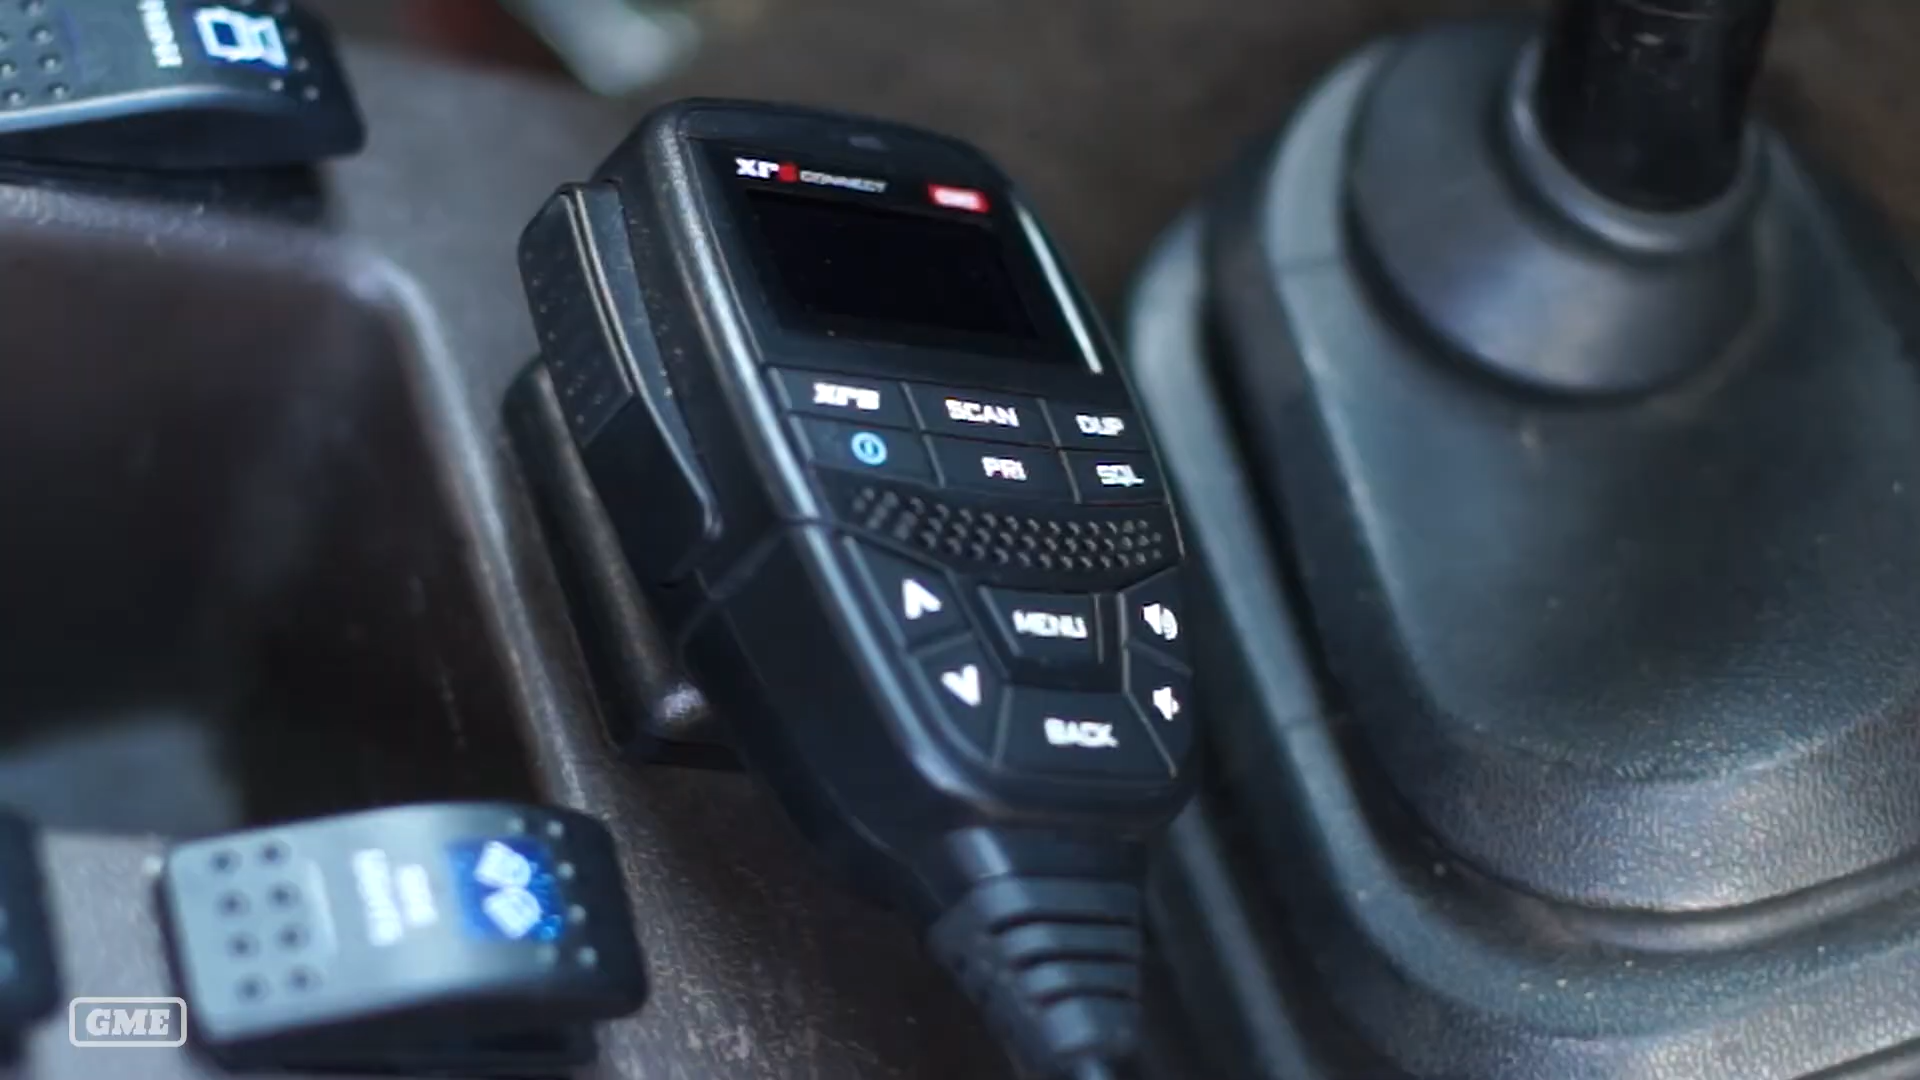 xrs CONNECT
GME
xrs
SCAN
DUP
PRI
SQL
MENU
BACK
GME